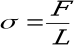 σ = F/L